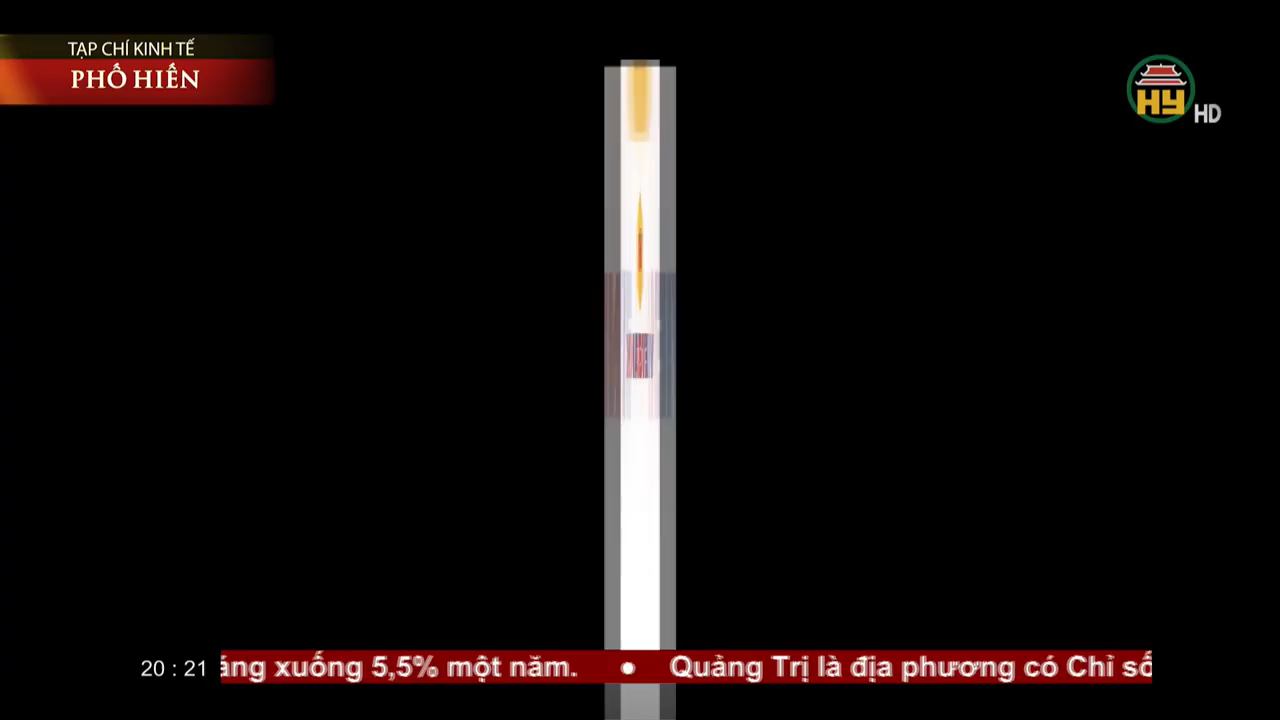 TẠP CHÍ KINH TẾ
PHỐ HIẾN
HY HD
20 : 21 áng xuống 5,5% một năm. ● Quảng Trị là địa phương có Chỉ số